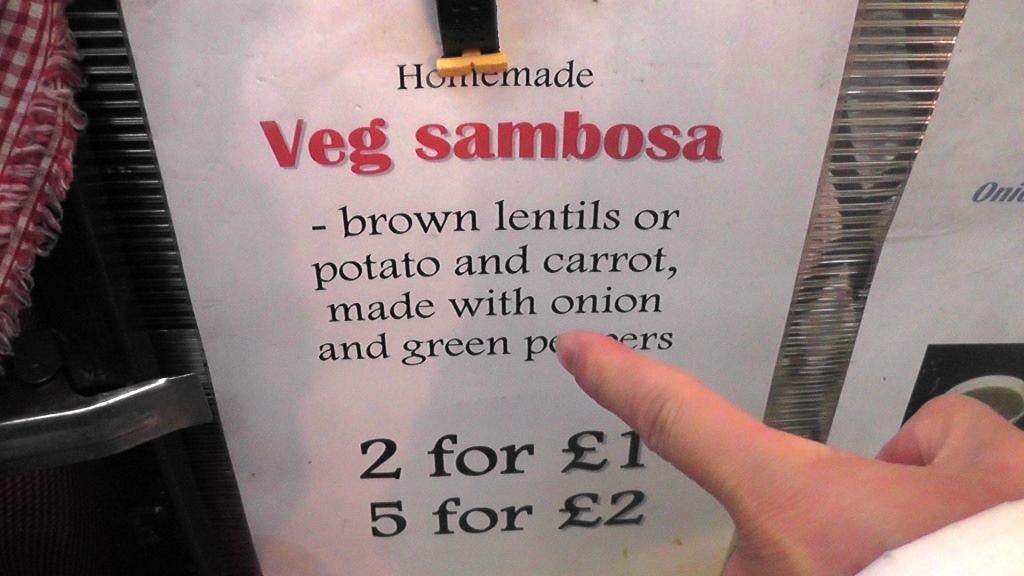 Homemade
Veg sambosa
- brown lentils or
potato and carrot,
made with onion
and green peppers
2 for £1
5 for £2